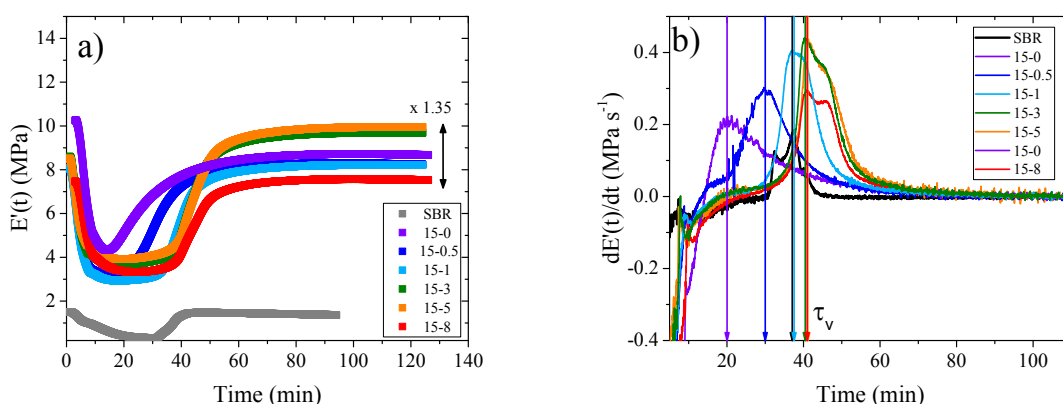 a)
E'(t) (MPa)
14
12
10
8
6
4
2
x 1.35
SBR
15-0
15-0.5
15-1
15-3
15-5
15-8
0 20 40 60 80 100 120 140
Time (min)
b)
dE'(t)/dt (MPa s⁻¹)
0.4
0.2
0.0
-0.2
-0.4
SBR
15-0
15-0.5
15-1
15-3
15-5
15-0
15-8
τv
20 40 60 80 100
Time (min)